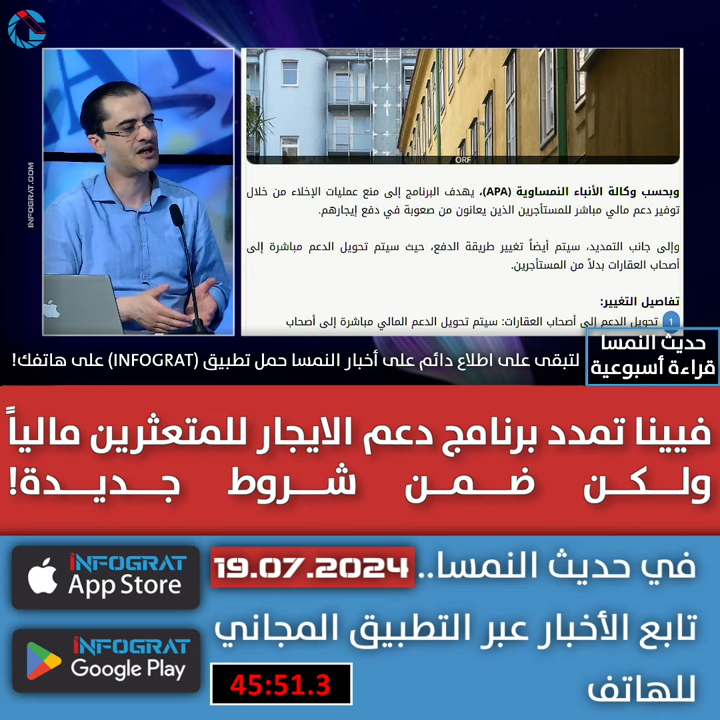 INFOGRAT.COM
ORF
وبحسب وكالة الأنباء النمساوية (APA)، يهدف البرنامج إلى منع عمليات الإخلاء من خلال
توفير دعم مالي مباشر للمستأجرين الذين يعانون من صعوبة في دفع إيجارهم.
وإلى جانب التمديد، سيتم أيضاً تغيير طريقة الدفع، حيث سيتم تحويل الدعم مباشرة إلى
أصحاب العقارات بدلاً من المستأجرين.
تفاصيل التغيير:
1 تحويل الدعم إلى أصحاب العقارات: سيتم تحويل الدعم المالي مباشرة إلى أصحاب
حديث النمسا
قراءة أسبوعية
لتبقى على اطلاع دائم على أخبار النمسا حمل تطبيق (INFOGRAT) على هاتفك!
فيينا تمدد برنامج دعم الايجار للمتعثرين مالياً
ولكن ضمن شروط جديدة!
في حديث النمسا.. 19.07.2024
تابع الأخبار عبر التطبيق المجاني
للهاتف
INFOGRAT
App Store
INFOGRAT
Google Play
45:51.3